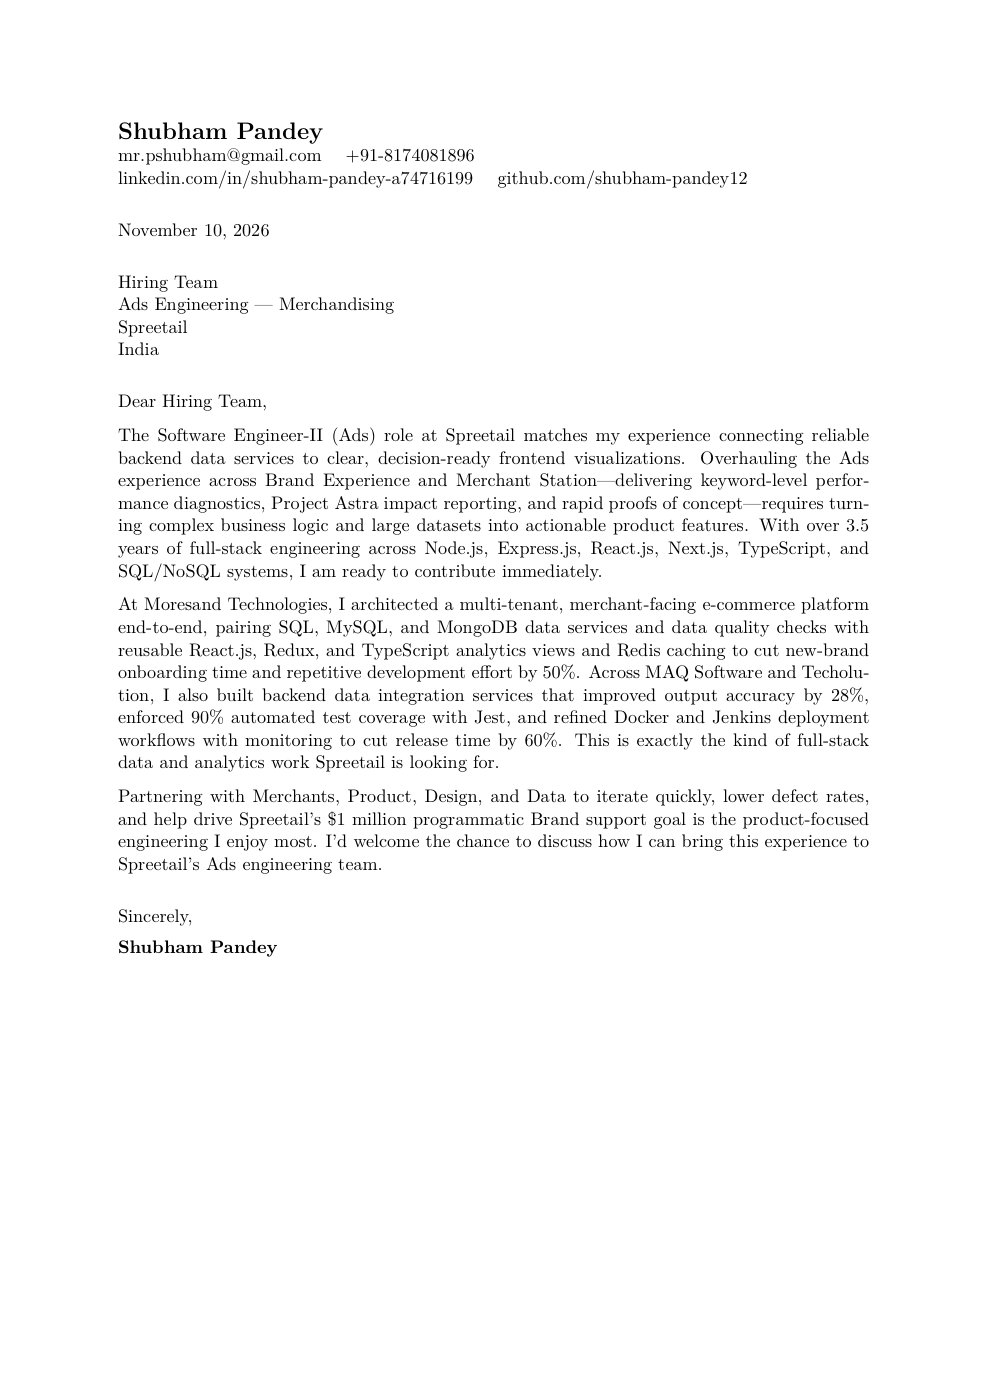 Shubham Pandey
mr.pshubham@gmail.com +91-8174081896
linkedin.com/in/shubham-pandey-a74716199 github.com/shubham-pandey12
November 10, 2026
Hiring Team
Ads Engineering — Merchandising
Spreetail
India
Dear Hiring Team,
The Software Engineer-II (Ads) role at Spreetail matches my experience connecting reliable
backend data services to clear, decision-ready frontend visualizations. Overhauling the Ads
experience across Brand Experience and Merchant Station—delivering keyword-level perfor-
mance diagnostics, Project Astra impact reporting, and rapid proofs of concept—requires turn-
ing complex business logic and large datasets into actionable product features. With over 3.5
years of full-stack engineering across Node.js, Express.js, React.js, Next.js, TypeScript, and
SQL/NoSQL systems, I am ready to contribute immediately.
At Moresand Technologies, I architected a multi-tenant, merchant-facing e-commerce platform
end-to-end, pairing SQL, MySQL, and MongoDB data services and data quality checks with
reusable React.js, Redux, and TypeScript analytics views and Redis caching to cut new-brand
onboarding time and repetitive development effort by 50%. Across MAQ Software and Techolu-
tion, I also built backend data integration services that improved output accuracy by 28%,
enforced 90% automated test coverage with Jest, and refined Docker and Jenkins deployment
workflows with monitoring to cut release time by 60%. This is exactly the kind of full-stack
data and analytics work Spreetail is looking for.
Partnering with Merchants, Product, Design, and Data to iterate quickly, lower defect rates,
and help drive Spreetail's $1 million programmatic Brand support goal is the product-focused
engineering I enjoy most. I'd welcome the chance to discuss how I can bring this experience to
Spreetail's Ads engineering team.
Sincerely,
Shubham Pandey